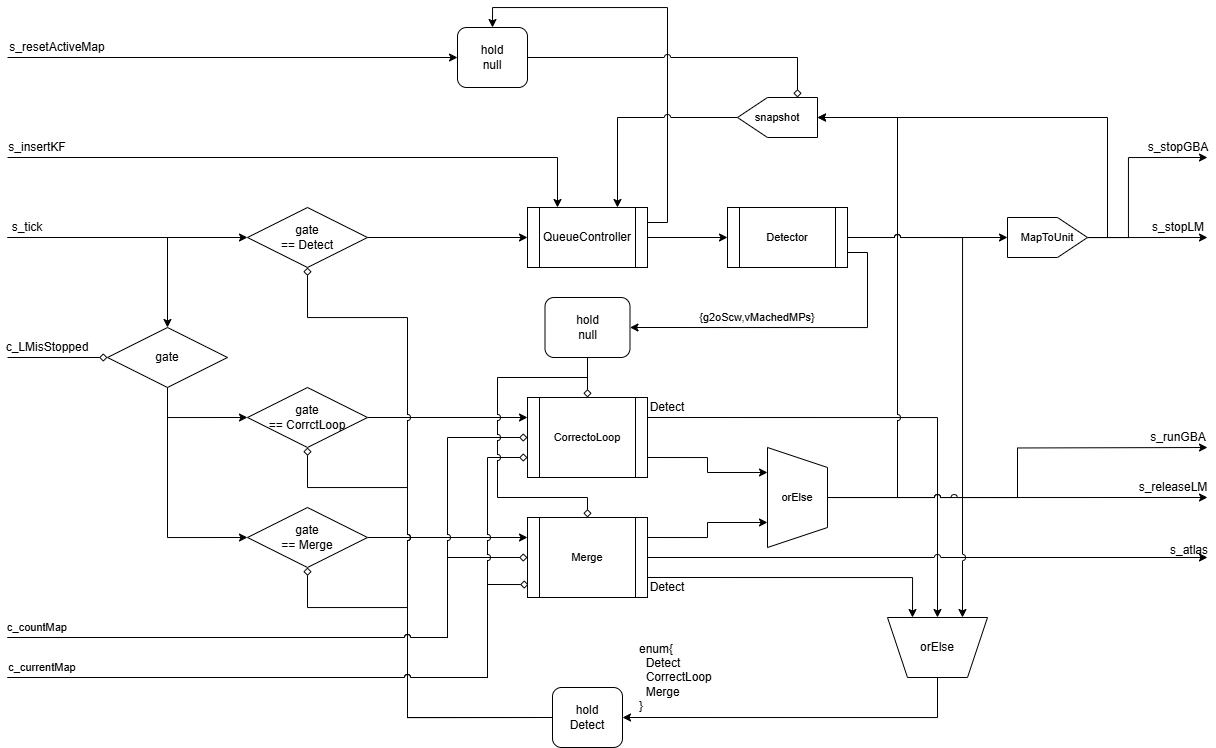 s_resetActiveMap
hold
null
snapshot
s_insertKF
s_stopGBA
s_tick
gate
== Detect
QueueController
Detector
MapToUnit
s_stopLM
hold
null
{g2oScw,vMachedMPs}
c_LMisStopped
gate
gate
== CorrctLoop
Detect
CorrectoLoop
s_runGBA
orElse
s_releaseLM
gate
== Merge
Merge
s_atlas
Detect
c_countMap
orElse
enum{
Detect
CorrectLoop
Merge
}
c_currentMap
hold
Detect